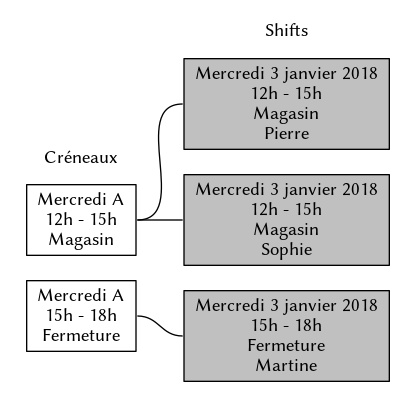 Shifts
Mercredi 3 janvier 2018
12h - 15h
Magasin
Pierre
Créneaux
Mercredi A
12h - 15h
Magasin
Mercredi 3 janvier 2018
12h - 15h
Magasin
Sophie
Mercredi A
15h - 18h
Fermeture
Mercredi 3 janvier 2018
15h - 18h
Fermeture
Martine